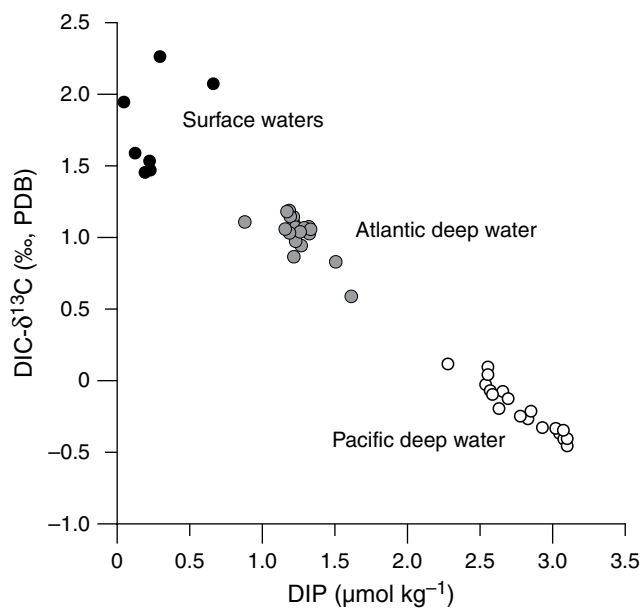 2.5
2.0
1.5
1.0
0.5
0
−0.5
−1.0
DIC-δ¹³C (‰, PDB)
Surface waters
Atlantic deep water
Pacific deep water
0 0.5 1.0 1.5 2.0 2.5 3.0 3.5
DIP (μmol kg⁻¹)